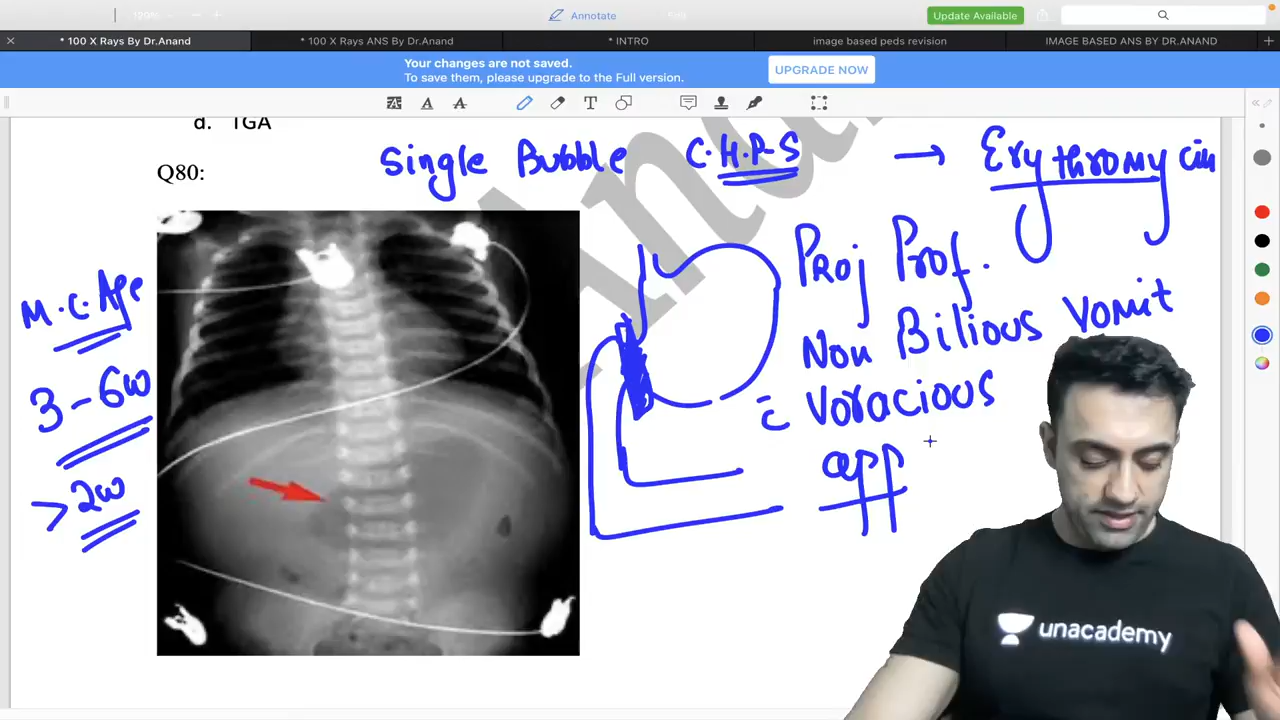 Annotate
Update Available
* 100 X Rays By Dr.Anand
* 100 X Rays ANS By Dr.Anand
* INTRO
image based peds revision
IMAGE BASED ANS BY DR.ANAND
Your changes are not saved.
To save them, please upgrade to the Full version.
UPGRADE NOW
d. TGA
Q80:
Single Bubble C.H.P.S → Erythromycin
M.C. Age
3-6w
>2w
Proj Prof.
Non Bilious Vomit
c̄ Voracious
app
unacademy